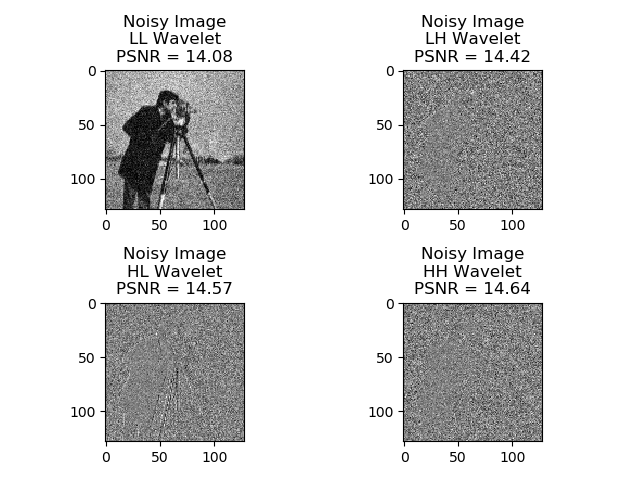 Noisy Image
LL Wavelet
PSNR = 14.08
0
50
100
0
50
100
Noisy Image
LH Wavelet
PSNR = 14.42
0
50
100
0
50
100
Noisy Image
HL Wavelet
PSNR = 14.57
0
50
100
0
50
100
Noisy Image
HH Wavelet
PSNR = 14.64
0
50
100
0
50
100